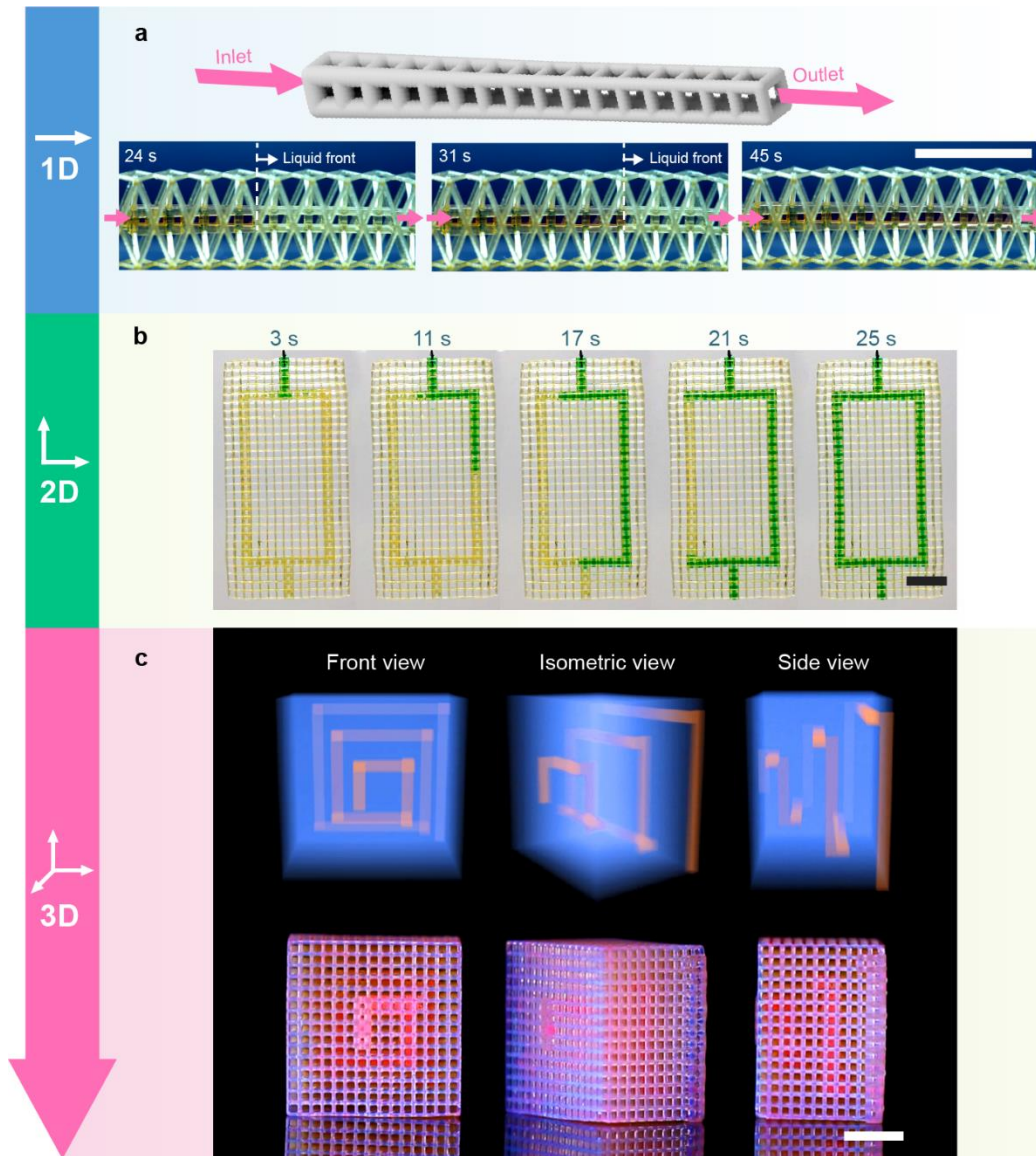 a
Inlet
Outlet
1D
24 s
Liquid front
31 s
Liquid front
45 s
b
3 s
11 s
17 s
21 s
25 s
2D
c
Front view
Isometric view
Side view
3D